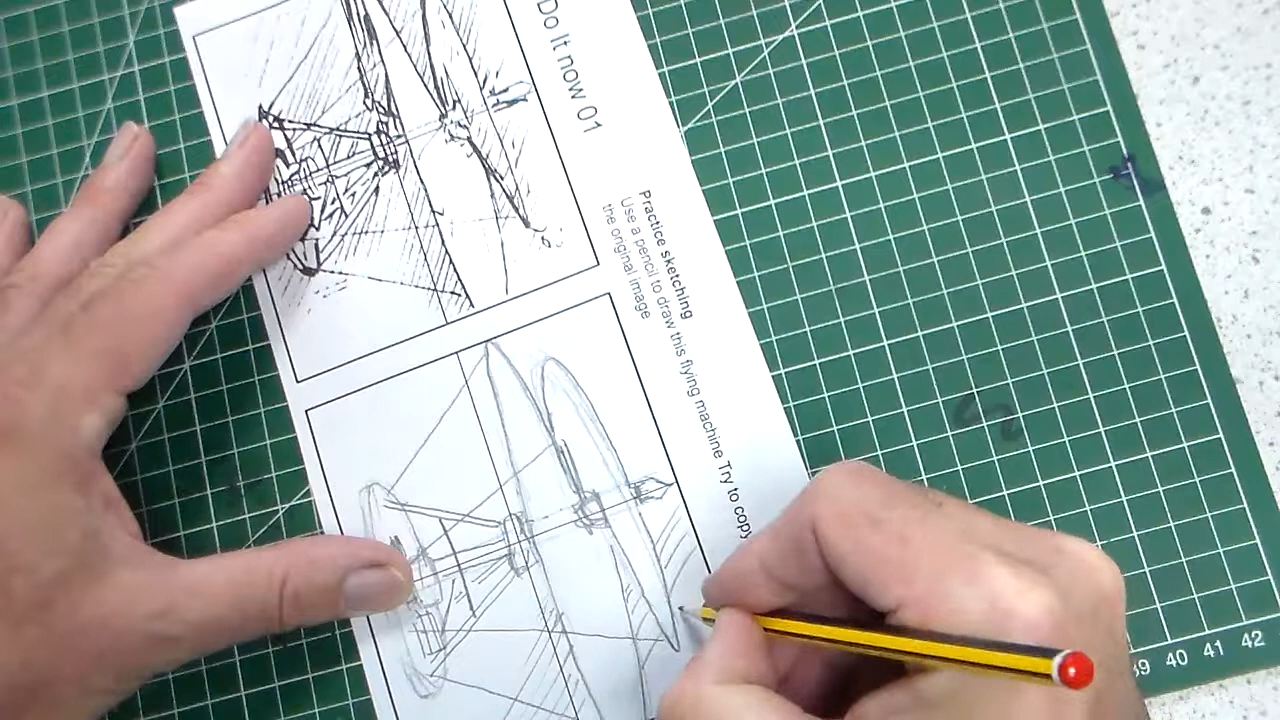 Do It now 01
Practice sketching
Use a pencil to draw this flying machine Try to copy
the original image
39 40 41 42